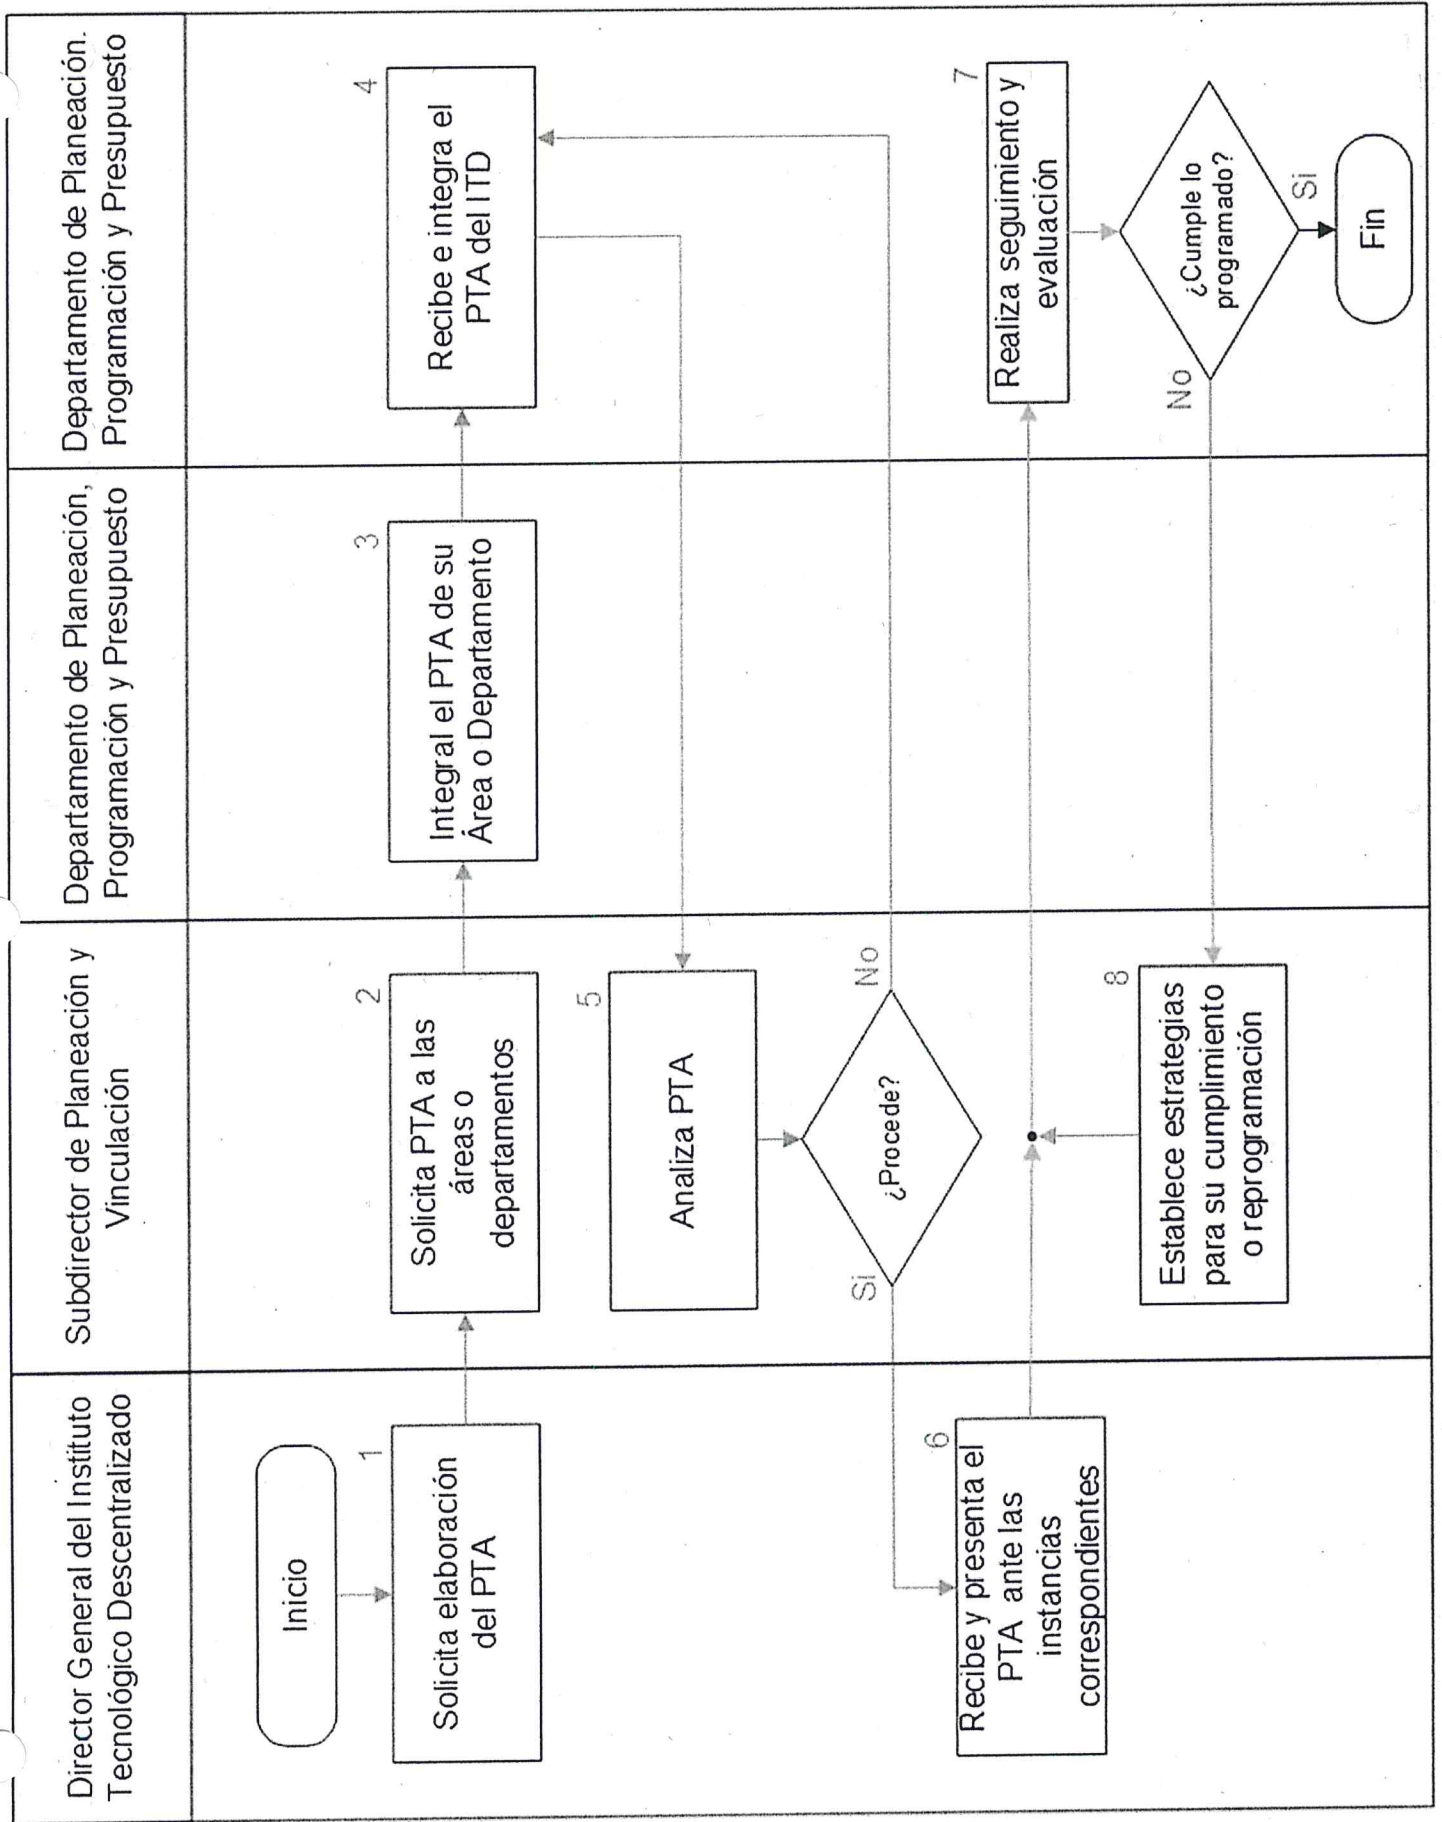 Director General del Instituto
Tecnológico Descentralizado
Subdirector de Planeación y
Vinculación
Departamento de Planeación,
Programación y Presupuesto
Departamento de Planeación.
Programación y Presupuesto
Inicio
1
Solicita elaboración
del PTA
2
Solicita PTA a las
áreas o
departamentos
3
Integral el PTA de su
Área o Departamento
4
Recibe e integra el
PTA del ITD
5
Analiza PTA
¿Procede?
Si
No
6
Recibe y presenta el
PTA ante las
instancias
correspondientes
7
Realiza seguimiento y
evaluación
¿Cumple lo
programado?
No
Si
8
Establece estrategias
para su cumplimiento
o reprogramación
Fin